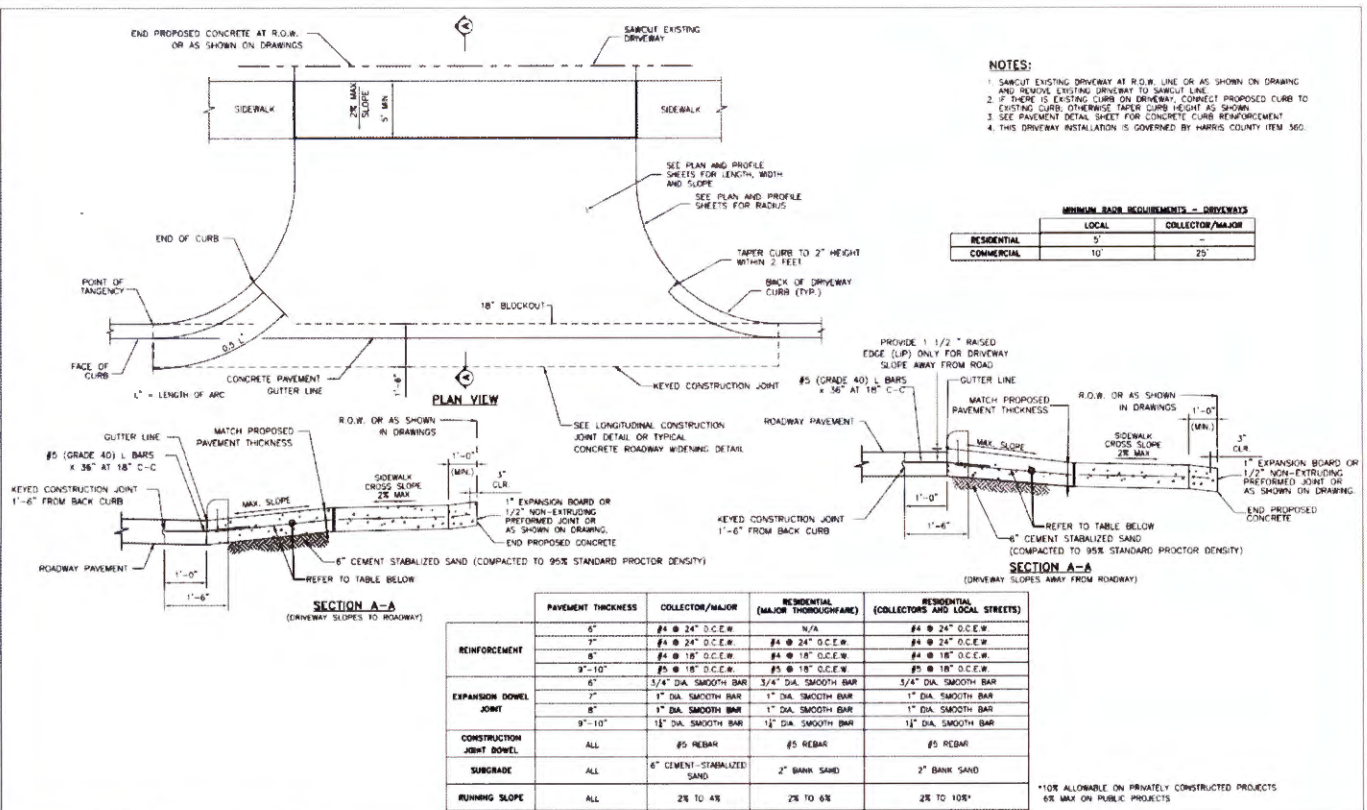 END PROPOSED CONCRETE AT R.O.W.
OR AS SHOWN ON DRAWINGS
A
SAWCUT EXISTING
DRIVEWAY
SIDEWALK
2% MAX
SLOPE
5' MIN
SIDEWALK
SEE PLAN AND PROFILE
SHEETS FOR LENGTH, WIDTH
AND SLOPE
SEE PLAN AND PROFILE
SHEETS FOR RADIUS
END OF CURB
TAPER CURB TO 2" HEIGHT
WITHIN 2 FEET
POINT OF
TANGENCY
BACK OF DRIVEWAY
CURB (TYP.)
18" BLOCKOUT
0.5 L"
FACE OF
CURB
CONCRETE PAVEMENT
GUTTER LINE
1'-6"
A
KEYED CONSTRUCTION JOINT
L" = LENGTH OF ARC
PLAN VIEW
SEE LONGITUDINAL CONSTRUCTION
JOINT DETAIL OR TYPICAL
CONCRETE ROADWAY WIDENING DETAIL
NOTES:
1. SAWCUT EXISTING DRIVEWAY AT R.O.W. LINE OR AS SHOWN ON DRAWING
AND REMOVE EXISTING DRIVEWAY TO SAWCUT LINE.
2. IF THERE IS EXISTING CURB ON DRIVEWAY, CONNECT PROPOSED CURB TO
EXISTING CURB; OTHERWISE TAPER CURB HEIGHT AS SHOWN
3. SEE PAVEMENT DETAIL SHEET FOR CONCRETE CURB REINFORCEMENT
4. THIS DRIVEWAY INSTALLATION IS GOVERNED BY HARRIS COUNTY ITEM 360.
MINIMUM RADII REQUIREMENTS - DRIVEWAYS
LOCAL COLLECTOR/MAJOR
RESIDENTIAL 5' -
COMMERCIAL 10' 25'
GUTTER LINE
MATCH PROPOSED
PAVEMENT THICKNESS
R.O.W. OR AS SHOWN
IN DRAWINGS
#5 (GRADE 40) L BARS
X 36" AT 18" C-C
KEYED CONSTRUCTION JOINT
1'-6" FROM BACK CURB
MAX. SLOPE
SIDEWALK
CROSS SLOPE
2% MAX
1'-0"
(MIN.)
3"
CLR.
1" EXPANSION BOARD OR
1/2" NON-EXTRUDING
PREFORMED JOINT OR
AS SHOWN ON DRAWING.
END PROPOSED CONCRETE
6" CEMENT STABALIZED SAND (COMPACTED TO 95% STANDARD PROCTOR DENSITY)
ROADWAY PAVEMENT
1'-0"
REFER TO TABLE BELOW
1'-6"
SECTION A-A
(DRIVEWAY SLOPES TO ROADWAY)
PROVIDE 1 1/2 " RAISED
EDGE (LIP) ONLY FOR DRIVEWAY
SLOPE AWAY FROM ROAD
#5 (GRADE 40) L BARS
x 36" AT 18" C-C
GUTTER LINE
MATCH PROPOSED
PAVEMENT THICKNESS
R.O.W. OR AS SHOWN
IN DRAWINGS
ROADWAY PAVEMENT
MAX. SLOPE
SIDEWALK
CROSS SLOPE
2% MAX
1'-0"
(MIN.)
3"
CLR.
1" EXPANSION BOARD OR
1/2" NON-EXTRUDING
PREFORMED JOINT OR
AS SHOWN ON DRAWING.
END PROPOSED
CONCRETE
1'-0"
1'-6"
KEYED CONSTRUCTION JOINT
1'-6" FROM BACK CURB
REFER TO TABLE BELOW
6" CEMENT STABALIZED SAND
(COMPACTED TO 95% STANDARD PROCTOR DENSITY)
SECTION A-A
(DRIVEWAY SLOPES AWAY FROM ROADWAY)
PAVEMENT THICKNESS COLLECTOR/MAJOR RESIDENTIAL (MAJOR THOROUGHFARE) RESIDENTIAL (COLLECTORS AND LOCAL STREETS)
REINFORCEMENT
6" #4 @ 24" O.C.E.W. N/A #4 @ 24" O.C.E.W.
7" #4 @ 24" O.C.E.W. #4 @ 24" O.C.E.W. #4 @ 24" O.C.E.W.
8" #4 @ 18" O.C.E.W. #4 @ 18" O.C.E.W. #4 @ 18" O.C.E.W.
9"-10" #5 @ 18" O.C.E.W. #5 @ 18" O.C.E.W. #5 @ 18" O.C.E.W.
EXPANSION DOWEL JOINT
6" 3/4" DIA. SMOOTH BAR 3/4" DIA. SMOOTH BAR 3/4" DIA. SMOOTH BAR
7" 1" DIA. SMOOTH BAR 1" DIA. SMOOTH BAR 1" DIA. SMOOTH BAR
8" 1" DIA. SMOOTH BAR 1" DIA. SMOOTH BAR 1" DIA. SMOOTH BAR
9"-10" 1¼" DIA. SMOOTH BAR 1¼" DIA. SMOOTH BAR 1¼" DIA. SMOOTH BAR
CONSTRUCTION JOINT DOWEL ALL #5 REBAR #5 REBAR #5 REBAR
SUBGRADE ALL 6" CEMENT-STABALIZED SAND 2" BANK SAND 2" BANK SAND
RUNNING SLOPE ALL 2% TO 4% 2% TO 6% 2% TO 10%*
*10% ALLOWABLE ON PRIVATELY CONSTRUCTED PROJECTS
6% MAX ON PUBLIC PROJECTS